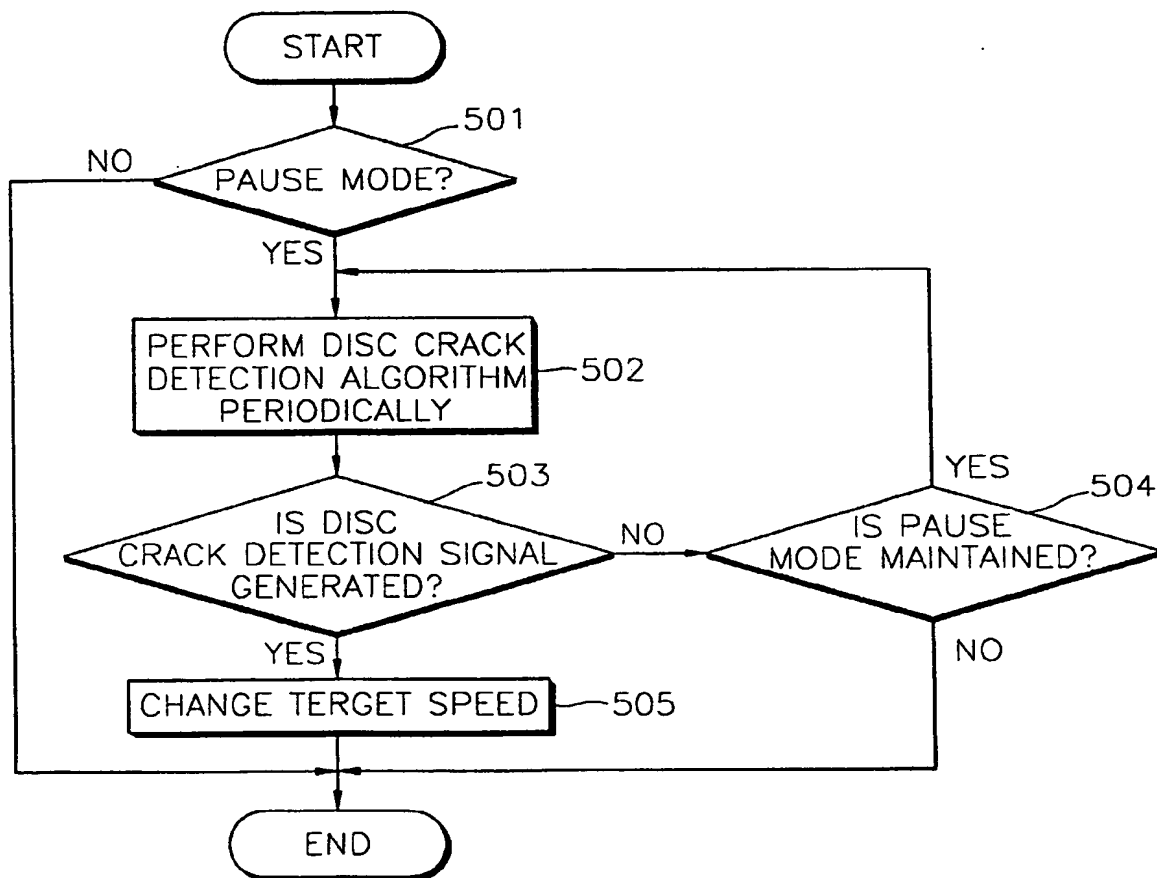 START
501
NO
PAUSE MODE?
YES
PERFORM DISC CRACK
DETECTION ALGORITHM
PERIODICALLY
502
503
IS DISC
CRACK DETECTION SIGNAL
GENERATED?
NO
YES
504
IS PAUSE
MODE MAINTAINED?
YES
NO
CHANGE TERGET SPEED
505
END